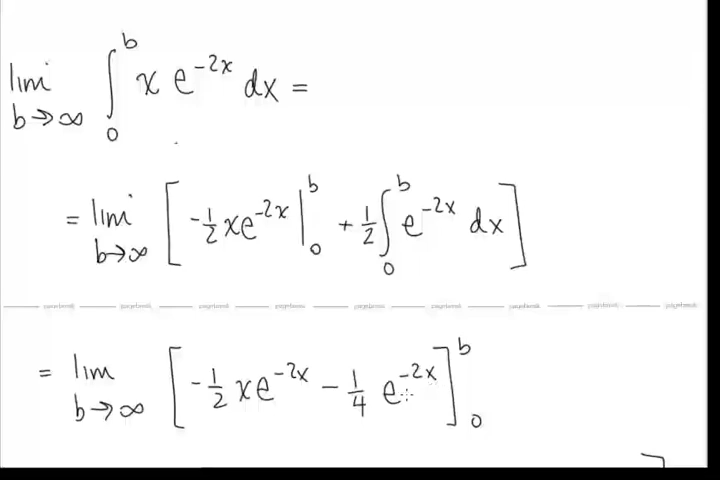 lim b→∞ ∫₀ᵇ x e^{-2x} dx =
= lim b→∞ [ -½ x e^{-2x} |₀ᵇ + ½ ∫₀ᵇ e^{-2x} dx ]
= lim b→∞ [ -½ x e^{-2x} - ¼ e^{-2x} ]₀ᵇ